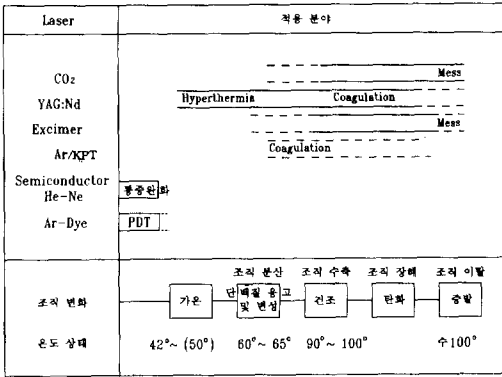 Laser 적용 분야
CO₂ Mess
YAG:Nd Hyperthermia Coagulation
Excimer Mess
Ar/KPT Coagulation
Semiconductor
He-Ne 통증완화
Ar-Dye PDT
조직 분산 조직 수축 조직 장해 조직 이탈
조직 변화 가온 단백질 응고 및 변성 건조 탄화 증발
온도 상태 42°~ (50°) 60°~ 65° 90°~ 100° 수100°